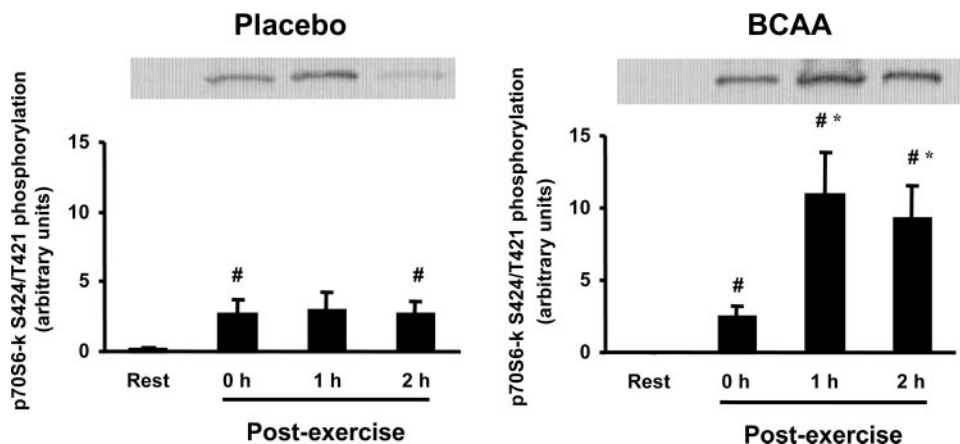 Placebo
p70S6-k S424/T421 phosphorylation
(arbitrary units)
15
10
5
0
#
#
Rest
0 h
1 h
2 h
Post-exercise
BCAA
p70S6-k S424/T421 phosphorylation
(arbitrary units)
15
10
5
0
#
# *
# *
Rest
0 h
1 h
2 h
Post-exercise